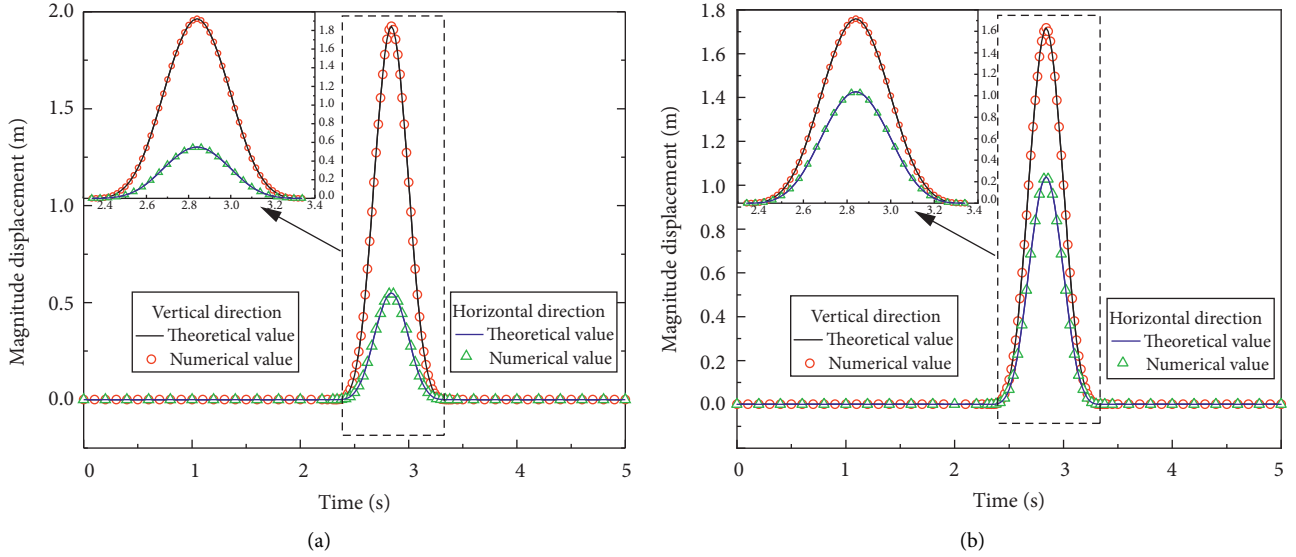 2.0
1.5
1.0
0.5
0.0
Magnitude displacement (m)
1.8
1.6
1.4
1.2
1.0
0.8
0.6
0.4
0.2
0.0
2.4 2.6 2.8 3.0 3.2 3.4
Vertical direction
Theoretical value
Numerical value
Horizontal direction
Theoretical value
Numerical value
0 1 2 3 4 5
Time (s)
(a)
1.8
1.6
1.4
1.2
1.0
0.8
0.6
0.4
0.2
0.0
Magnitude displacement (m)
1.6
1.4
1.2
1.0
0.8
0.6
0.4
0.2
0.0
2.4 2.6 2.8 3.0 3.2 3.4
Vertical direction
Theoretical value
Numerical value
Horizontal direction
Theoretical value
Numerical value
0 1 2 3 4 5
Time (s)
(b)